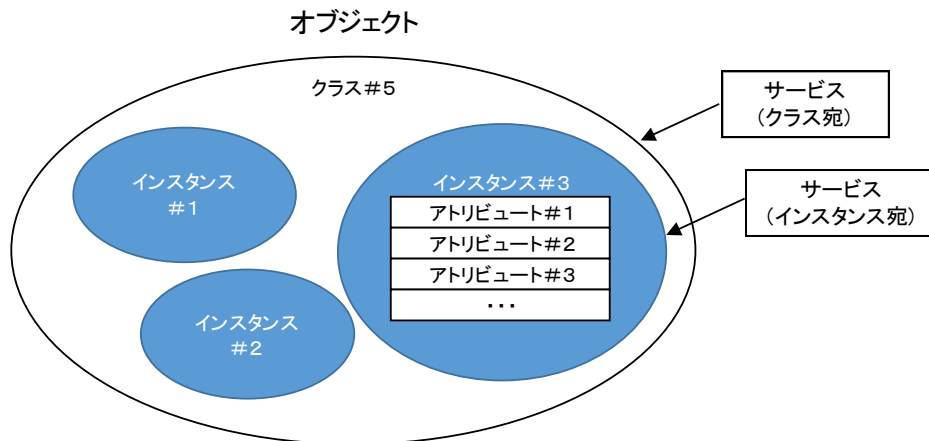 オブジェクト
クラス#5
サービス
(クラス宛)
インスタンス
#1
インスタンス#3
サービス
(インスタンス宛)
アトリビュート#1
アトリビュート#2
アトリビュート#3
・・・
インスタンス
#2